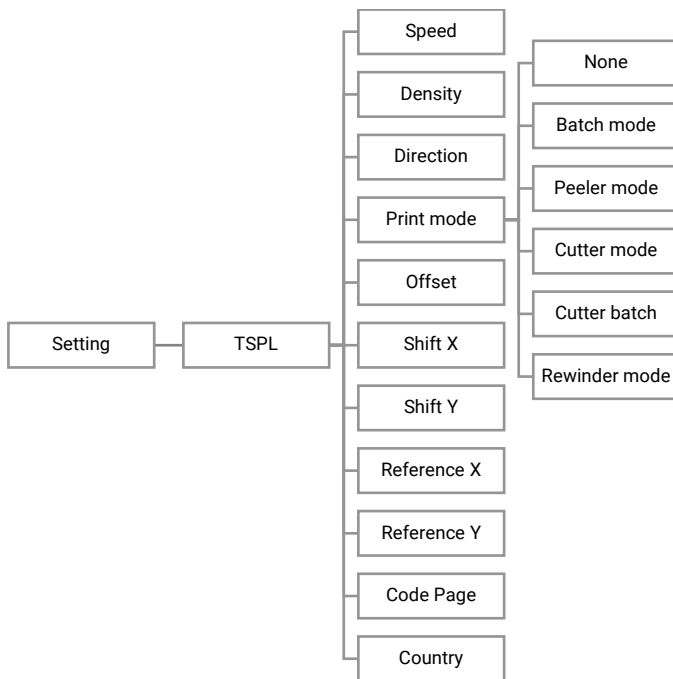 Setting
TSPL
Speed
Density
Direction
Print mode
Offset
Shift X
Shift Y
Reference X
Reference Y
Code Page
Country
None
Batch mode
Peeler mode
Cutter mode
Cutter batch
Rewinder mode